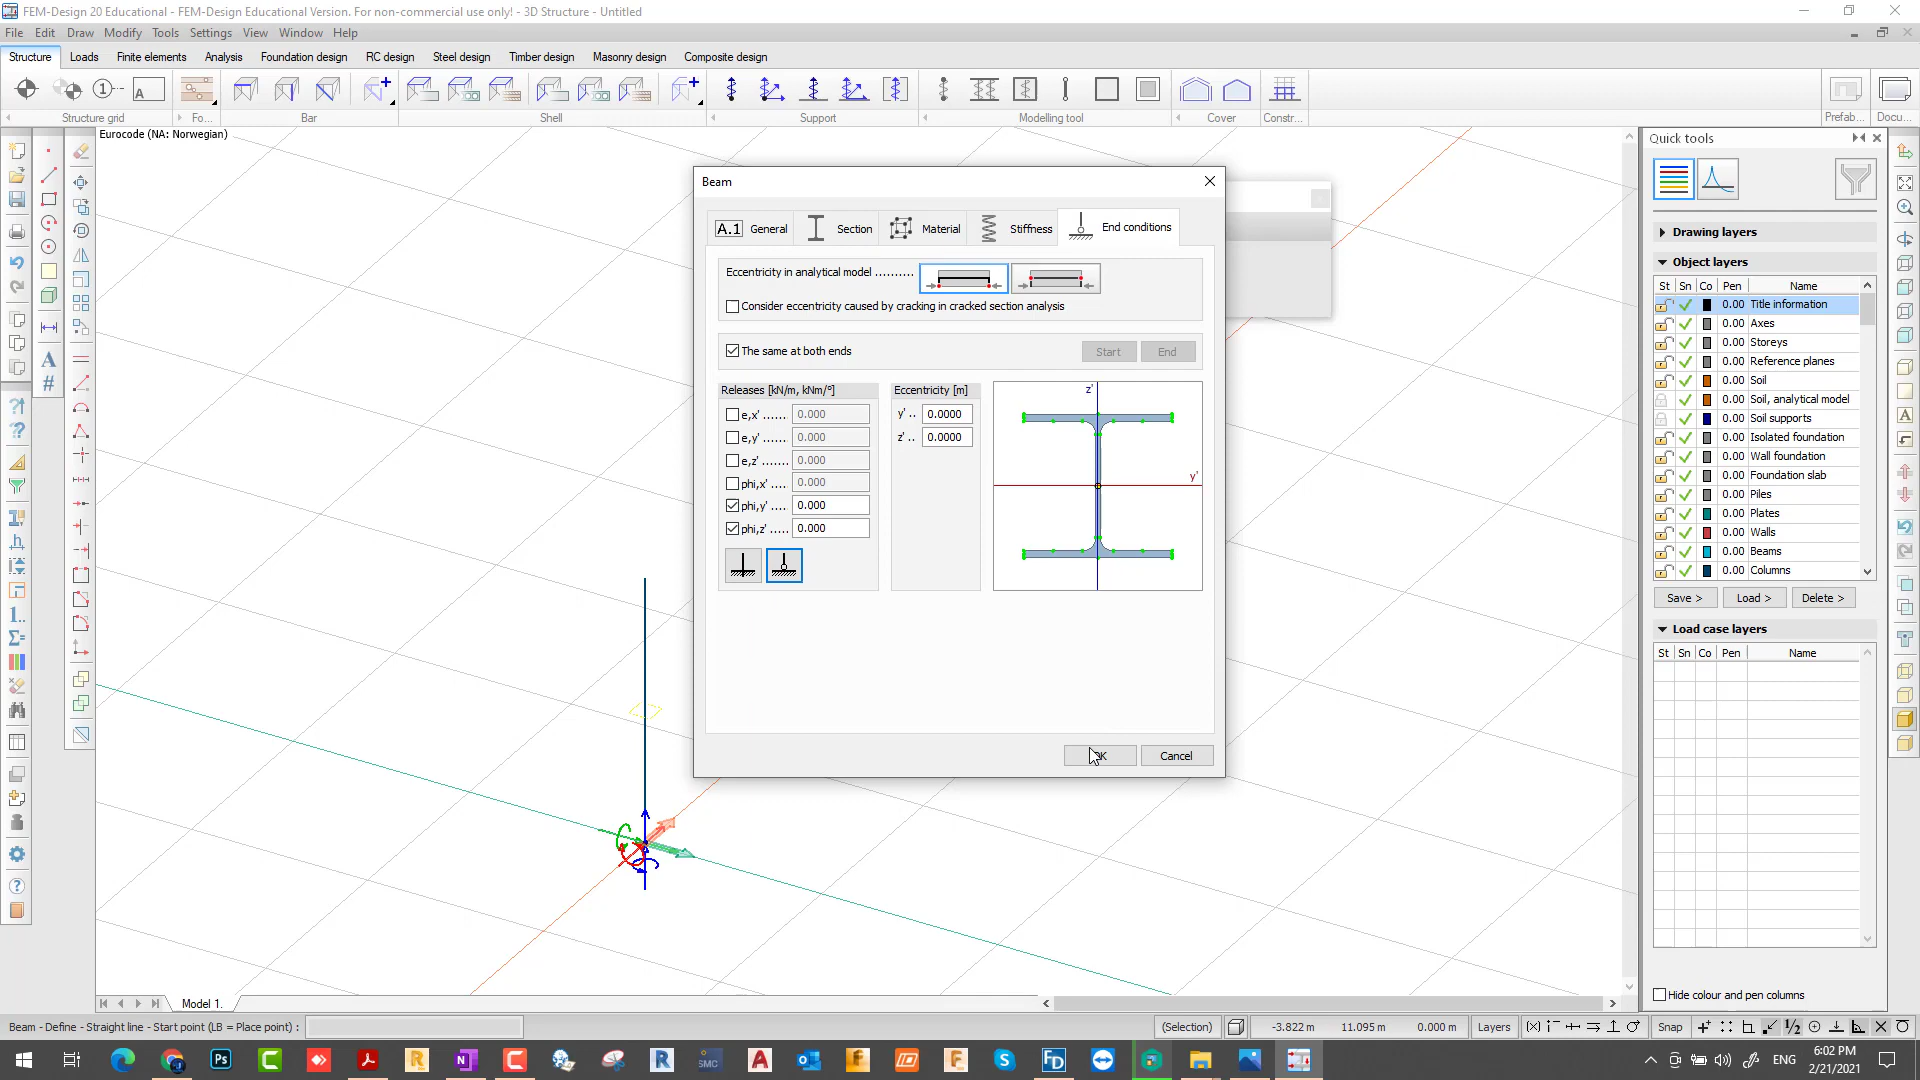 FEM-Design 20 Educational - FEM-Design Educational Version. For non-commercial use only! - 3D Structure - Untitled
File Edit Draw Modify Tools Settings View Window Help
Structure Loads Finite elements Analysis Foundation design RC design Steel design Timber design Masonry design Composite design
Structure grid Fo... Bar Shell Support Modelling tool Cover Constr... Prefab... Docu...
Eurocode (NA: Norwegian)
Quick tools
Beam
A.1 General Section Material Stiffness End conditions
Eccentricity in analytical model ..........
Consider eccentricity caused by cracking in cracked section analysis
The same at both ends Start End
Releases [kN/m, kNm/°] Eccentricity [m]
e,x' ...... 0.000 y' .. 0.0000
e,y' ...... 0.000 z' .. 0.0000
e,z' ....... 0.000
phi,x' .... 0.000
phi,y' .... 0.000
phi,z' ..... 0.000
z'
y'
Cancel
Drawing layers
Object layers
St Sn Co Pen Name
0.00 Title information
0.00 Axes
0.00 Storeys
0.00 Reference planes
0.00 Soil
0.00 Soil, analytical model
0.00 Soil supports
0.00 Isolated foundation
0.00 Wall foundation
0.00 Foundation slab
0.00 Piles
0.00 Plates
0.00 Walls
0.00 Beams
0.00 Columns
Save > Load > Delete >
Load case layers
St Sn Co Pen Name
Hide colour and pen columns
Model 1.
Beam - Define - Straight line - Start point (LB = Place point) :
(Selection) -3.822 m 11.095 m 0.000 m Layers Snap 1/2
ENG 6:02 PM
2/21/2021